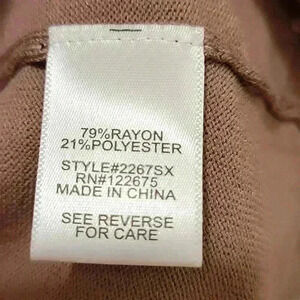 79%RAYON
21%POLYESTER
STYLE#2267SX
RN#122675
MADE IN CHINA
SEE REVERSE
FOR CARE